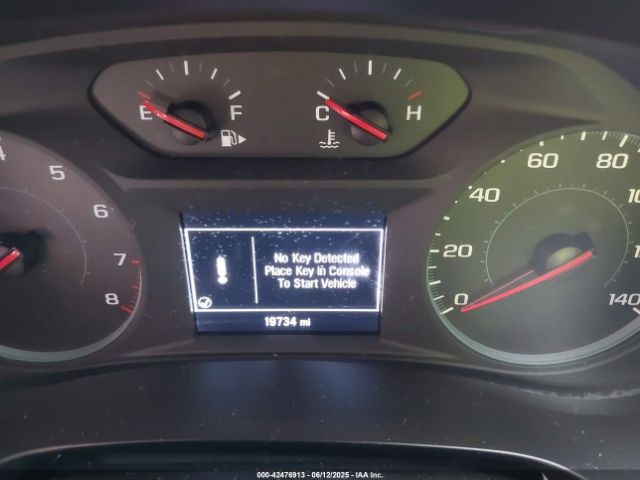 E F C H
4
5
6
7
8
0
20
40
60
80
140
No Key Detected
Place Key in Console
To Start Vehicle
19734 mi
000-42476913 - 06/12/2025 - IAA Inc.